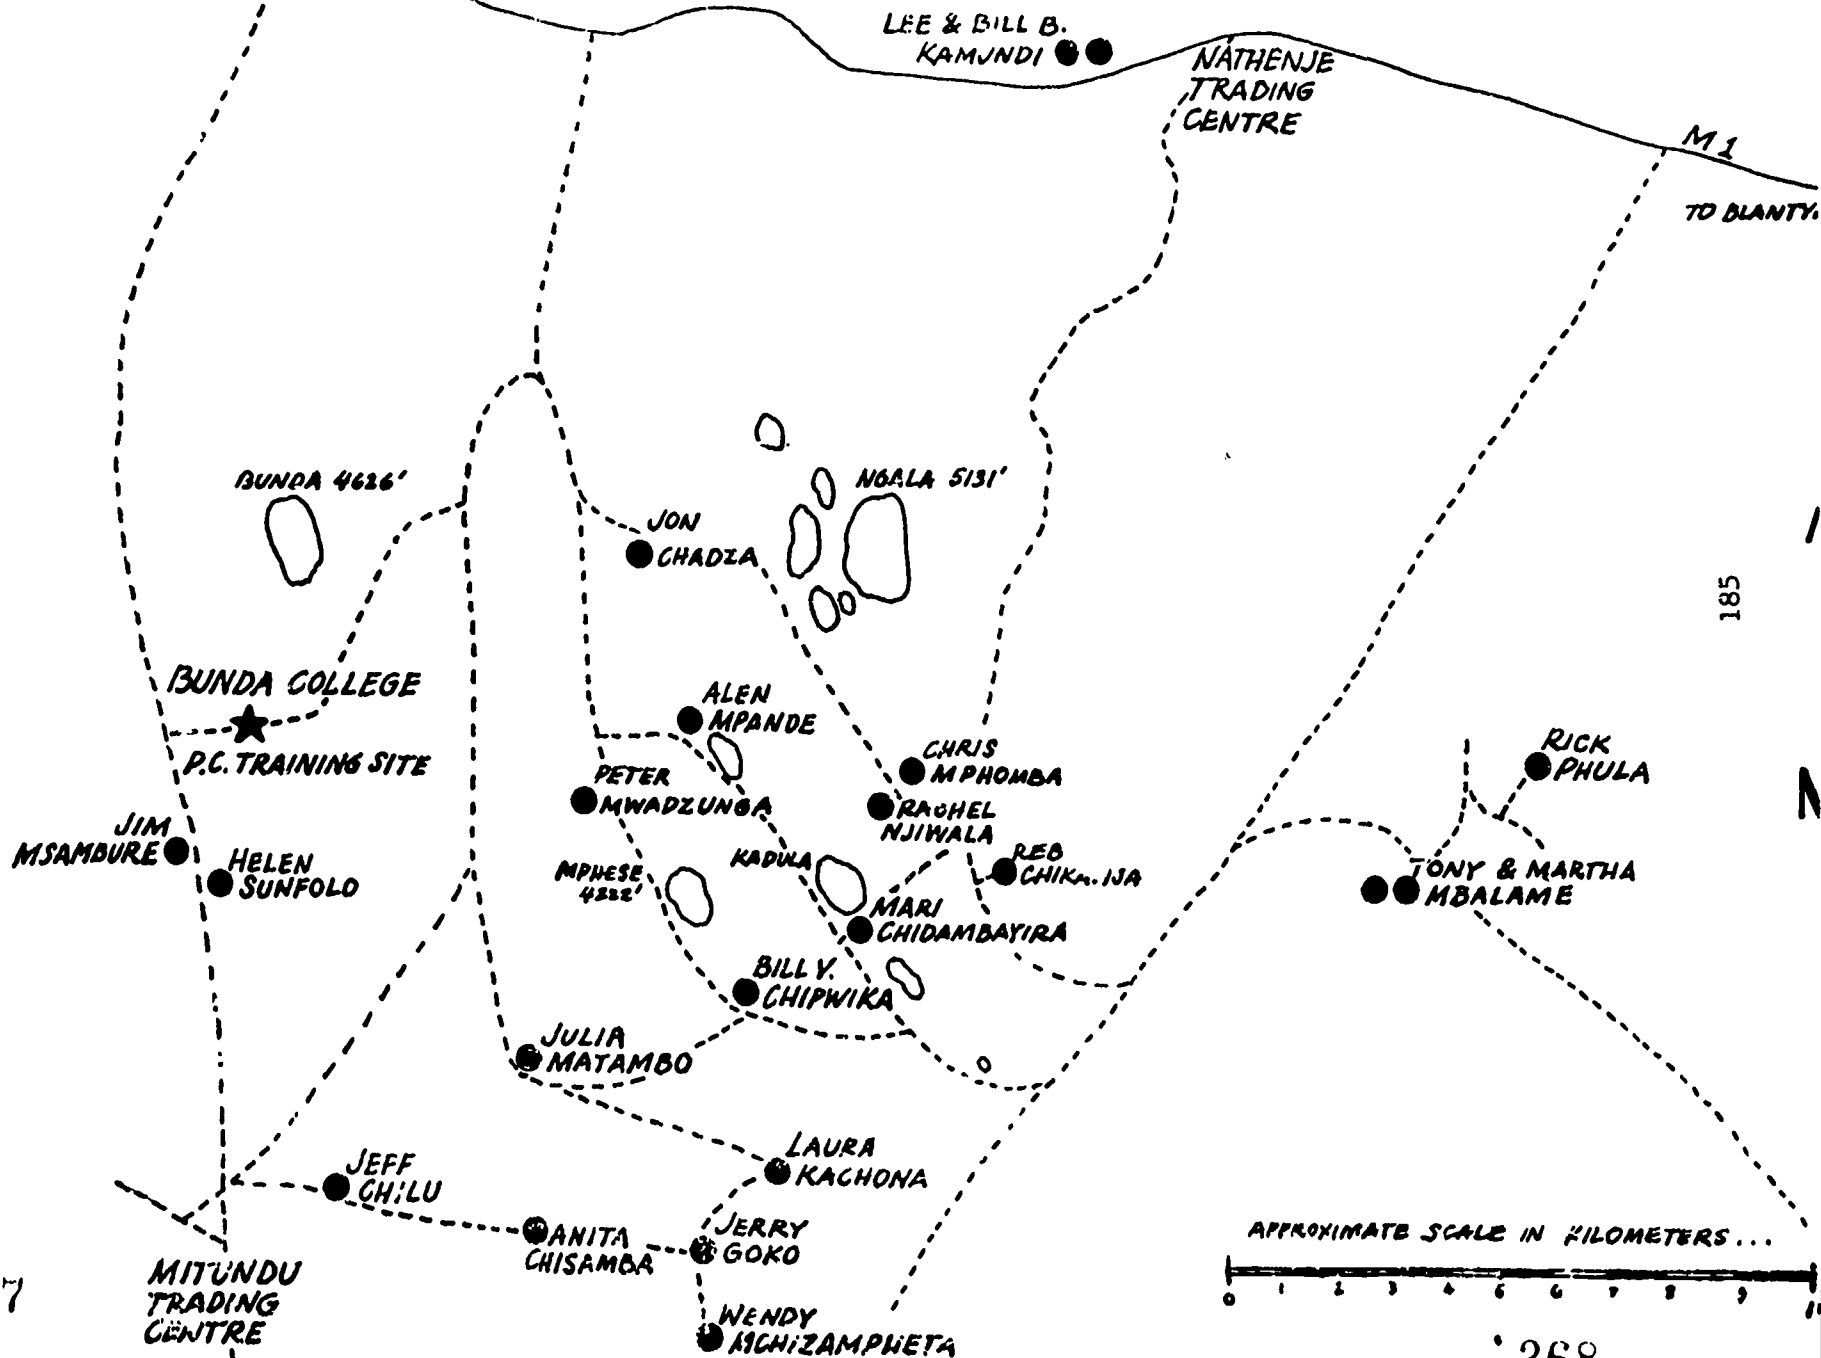 LEE & BILL B.
KAMUNDI
NATHENJE
TRADING
CENTRE
M1
TO BLANTY.
BUNDA 4626'
NGALA 5131'
JON
CHADZA
185
BUNDA COLLEGE
P.C. TRAINING SITE
ALEN
MPANDE
CHRIS
MPHOMBA
RICK
PHULA
PETER
MWADZUNGA
RACHEL
NJIWALA
JIM
MSAMBURE
HELEN
SUNFOLO
MPHESE
4222'
KADULA
REB
TONY & MARTHA
MBALAME
MARI
CHIDAMBAYIRA
BILL V.
CHIPWIKA
JULIA
MATAMBO
LAURA
KACHONA
JEFF
CHILU
ANITA
CHISAMBA
JERRY
GOKO
WENDY
MCHIZAMPHETA
MITUNDU
TRADING
CENTRE
APPROXIMATE SCALE IN KILOMETERS...
0 1 2 3 4 5 6 7 8 9
7